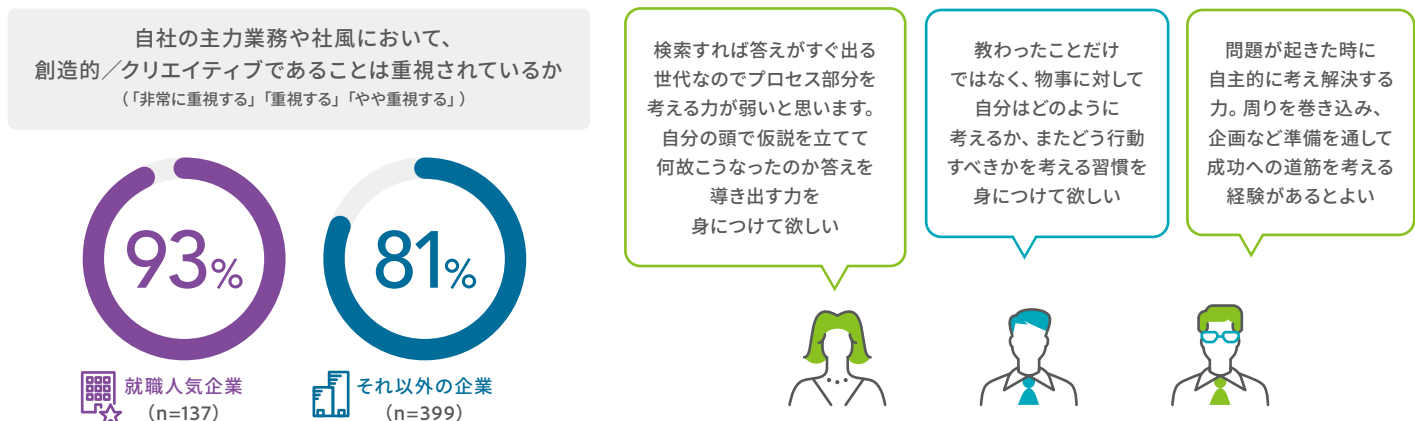 自社の主力業務や社風において、
創造的／クリエイティブであることは重視されているか
（「非常に重視する」「重視する」「やや重視する」）
93%
就職人気企業
（n=137）
81%
それ以外の企業
（n=399）
検索すれば答えがすぐ出る
世代なのでプロセス部分を
考える力が弱いと思います。
自分の頭で仮説を立てて
何故こうなったのか答えを
導き出す力を
身につけて欲しい
教わったことだけ
ではなく、物事に対して
自分はどのように
考えるか、またどう行動
すべきかを考える習慣を
身につけて欲しい
問題が起きた時に
自主的に考え解決する
力。周りを巻き込み、
企画など準備を通して
成功への道筋を考える
経験があるとよい